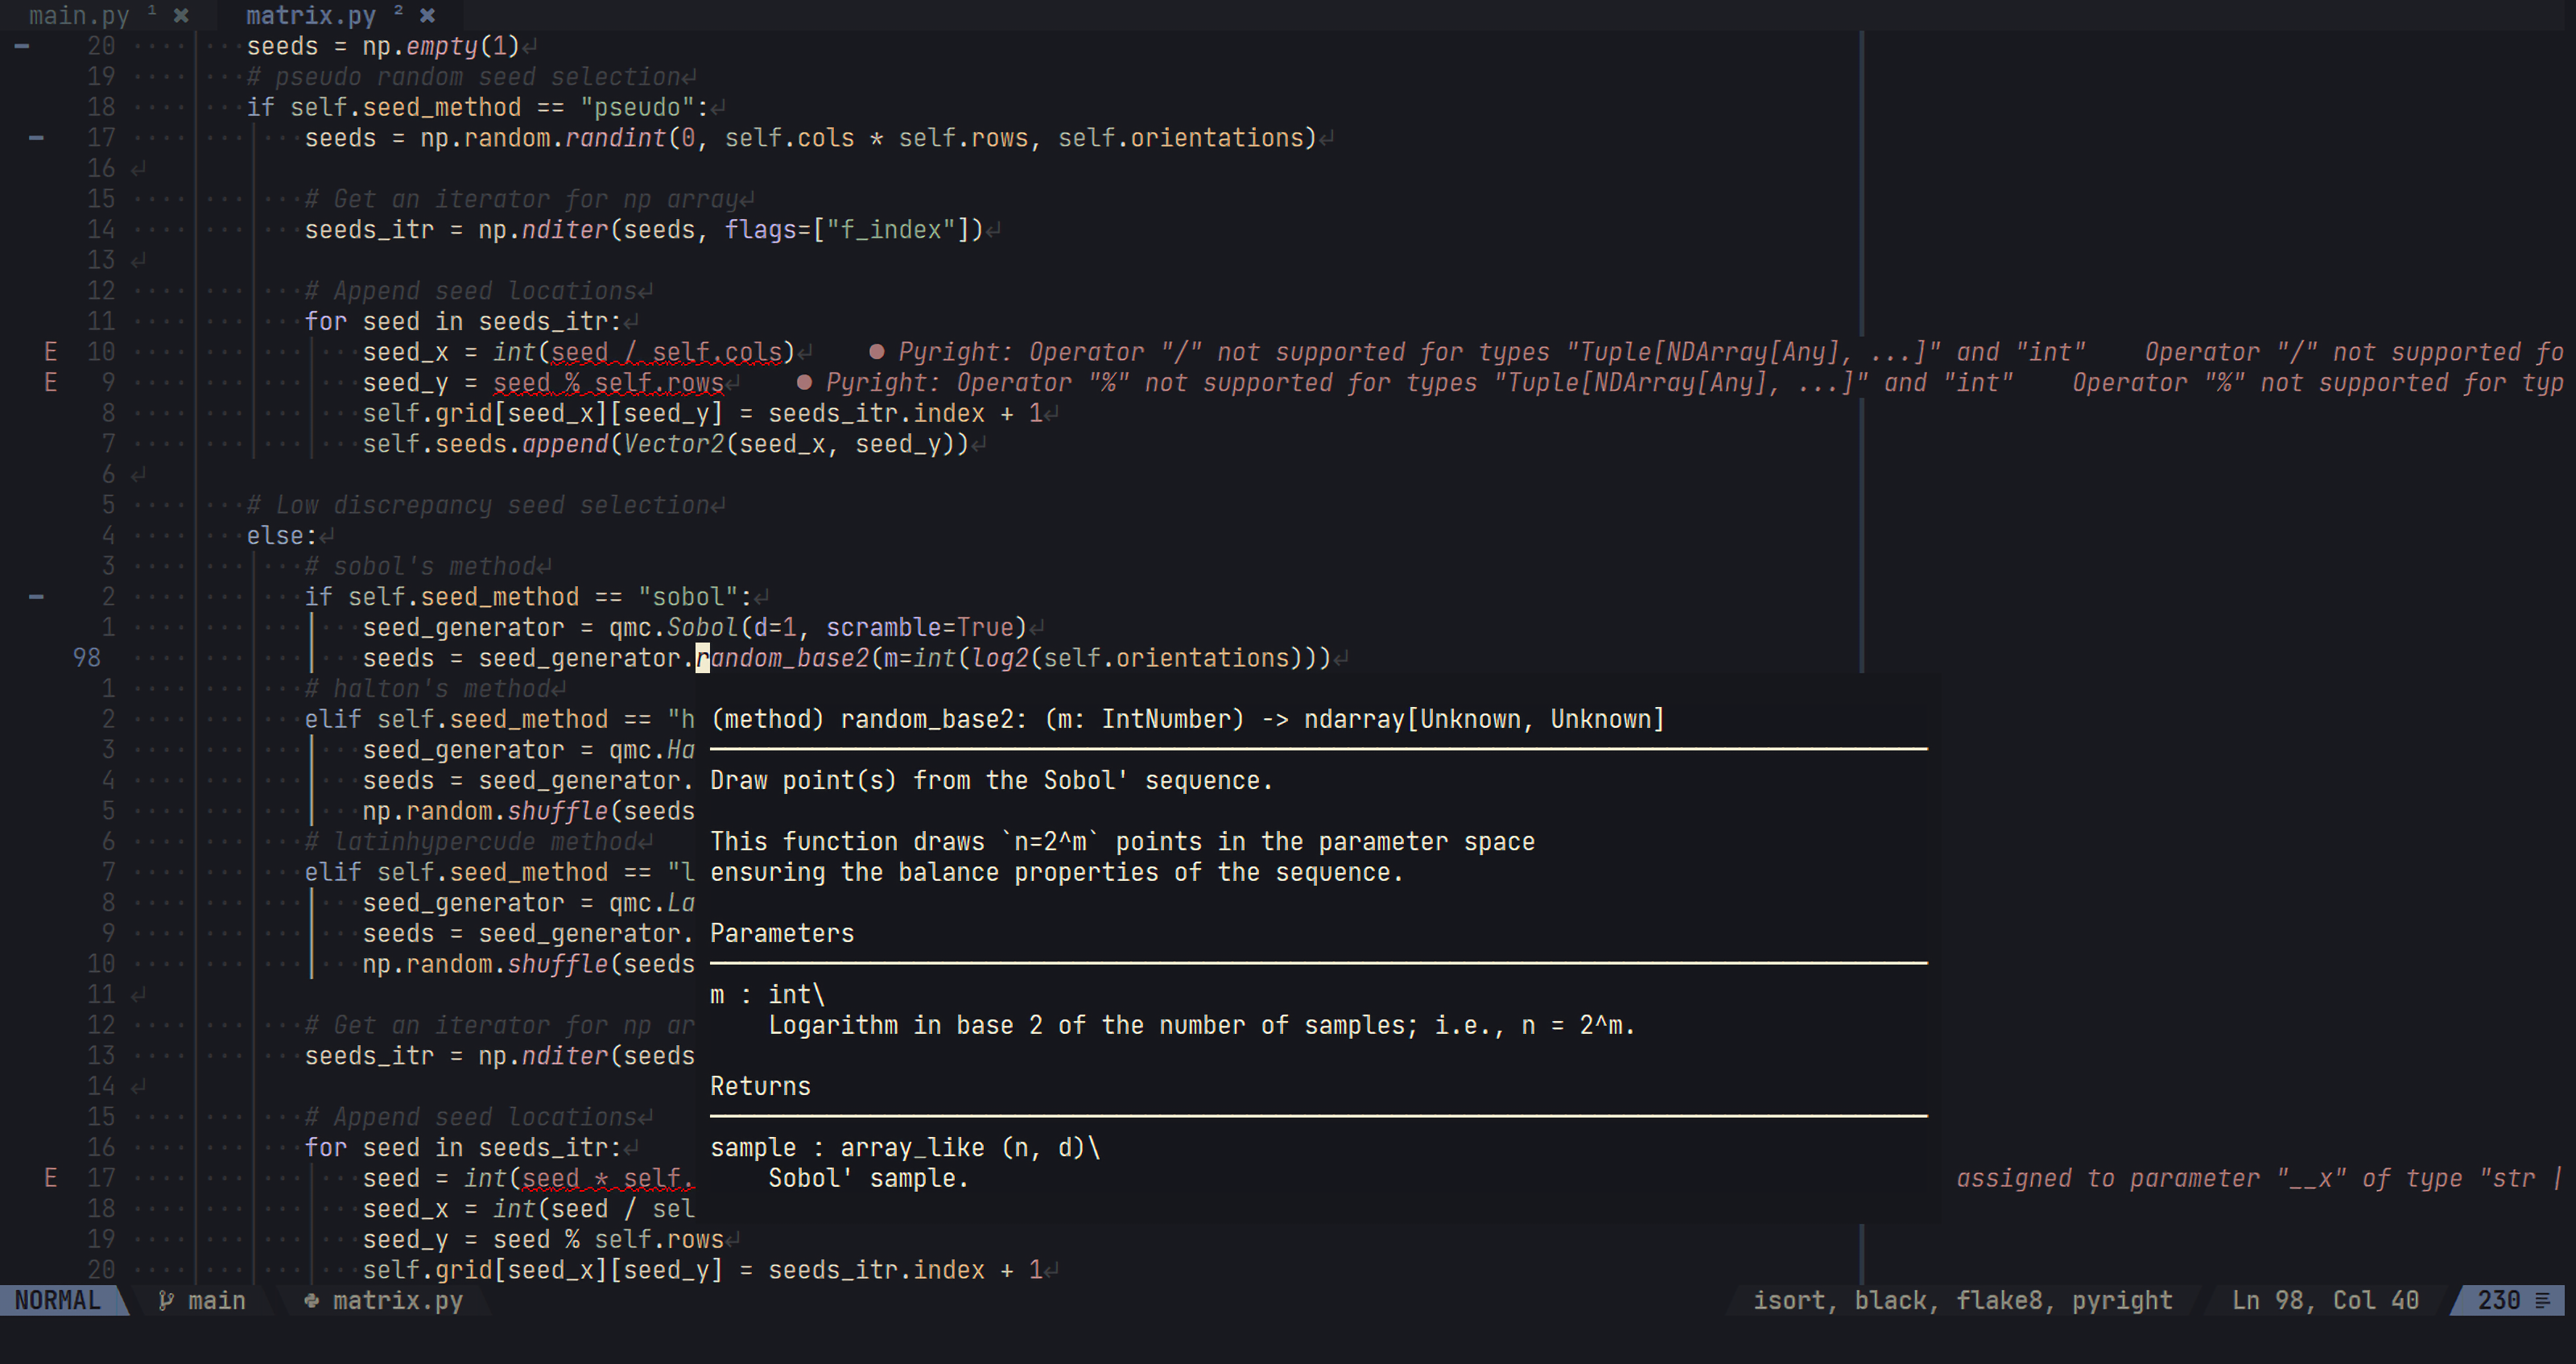 main.py ¹ ✖ matrix.py ² ✖
20 seeds = np.empty(1)↵
19 # pseudo random seed selection↵
18 if self.seed_method == "pseudo":↵
17 seeds = np.random.randint(0, self.cols * self.rows, self.orientations)↵
16 ↵
15 # Get an iterator for np array↵
14 seeds_itr = np.nditer(seeds, flags=["f_index"])↵
13 ↵
12 # Append seed locations↵
11 for seed in seeds_itr:↵
E 10 seed_x = int(seed / self.cols)↵ ● Pyright: Operator "/" not supported for types "Tuple[NDArray[Any], ...]" and "int" Operator "/" not supported fo
E 9 seed_y = seed % self.rows↵ ● Pyright: Operator "%" not supported for types "Tuple[NDArray[Any], ...]" and "int" Operator "%" not supported for typ
8 self.grid[seed_x][seed_y] = seeds_itr.index + 1↵
7 self.seeds.append(Vector2(seed_x, seed_y))↵
6 ↵
5 # Low discrepancy seed selection↵
4 else:↵
3 # sobol's method↵
2 if self.seed_method == "sobol":↵
1 seed_generator = qmc.Sobol(d=1, scramble=True)↵
98 seeds = seed_generator.random_base2(m=int(log2(self.orientations)))↵
1 # halton's method↵
2 elif self.seed_method == "h (method) random_base2: (m: IntNumber) -> ndarray[Unknown, Unknown]
3 seed_generator = qmc.Ha
4 seeds = seed_generator. Draw point(s) from the Sobol' sequence.
5 np.random.shuffle(seeds
6 # latinhypercude method↵ This function draws `n=2^m` points in the parameter space
7 elif self.seed_method == "l ensuring the balance properties of the sequence.
8 seed_generator = qmc.La
9 seeds = seed_generator. Parameters
10 np.random.shuffle(seeds
11 ↵ m : int\
12 # Get an iterator for np ar Logarithm in base 2 of the number of samples; i.e., n = 2^m.
13 seeds_itr = np.nditer(seeds
14 ↵ Returns
15 # Append seed locations↵
16 for seed in seeds_itr:↵ sample : array_like (n, d)\
E 17 seed = int(seed * self. Sobol' sample. assigned to parameter "__x" of type "str |
18 seed_x = int(seed / sel
19 seed_y = seed % self.rows↵
20 self.grid[seed_x][seed_y] = seeds_itr.index + 1↵
NORMAL main matrix.py isort, black, flake8, pyright Ln 98, Col 40 230